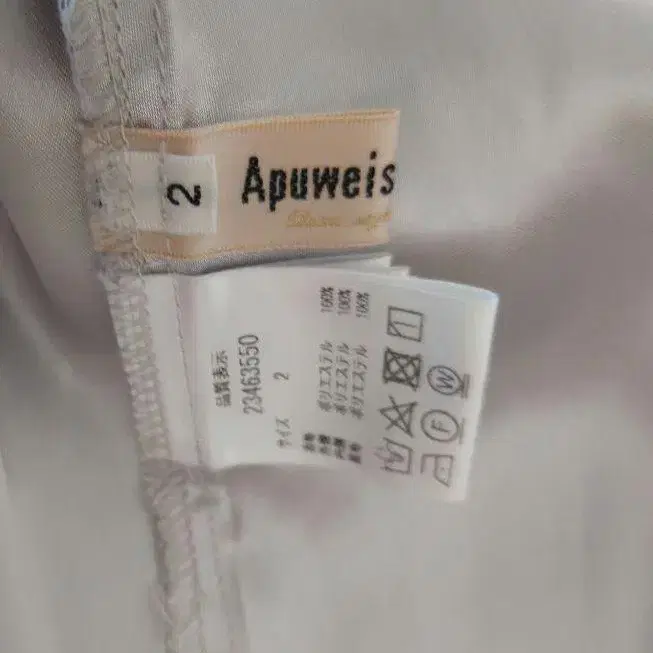 2
Apuweis
品質表示
23463550
サイズ 2
ポリエステル 100%
ポリエステル 100%
ポリエステル 100%
W
F